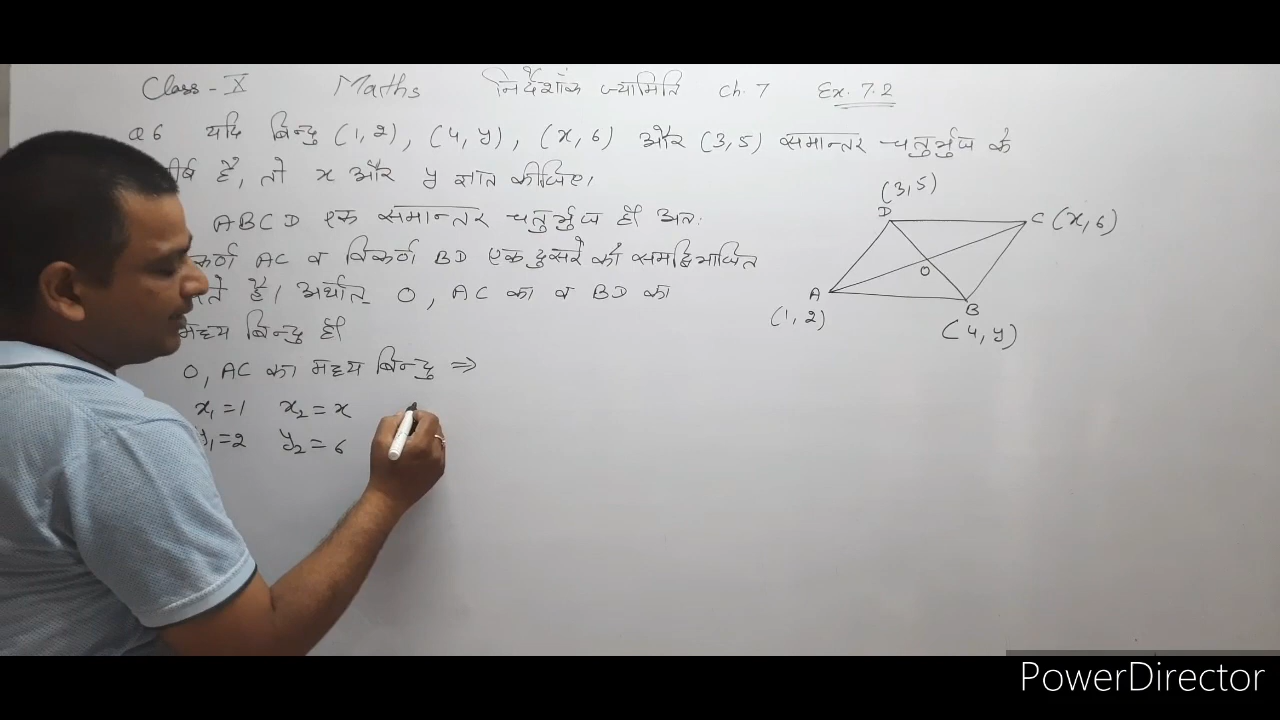 Class - X Maths निर्देशांक ज्यामिति ch. 7 Ex. 7.2
Q6 यदि बिन्दु (1, 2), (4, y), (x, 6) और (3, 5) समान्तर चतुर्भुज के
है, तो x और y ज्ञात कीजिए।
ABCD एक समान्तर चतुर्भुज है। अतः
AC व विकर्ण BD एक दुसरे को समद्विभाजित
है। अर्थात O, AC का व BD का
मध्य बिन्दु है।
O, AC का मध्य बिन्दु ⇒
x₁ = 1 x₂ = x
y₁ = 2 y₂ = 6
(3, 5)
D
C (x, 6)
O
A
(1, 2)
B
(4, y)
PowerDirector